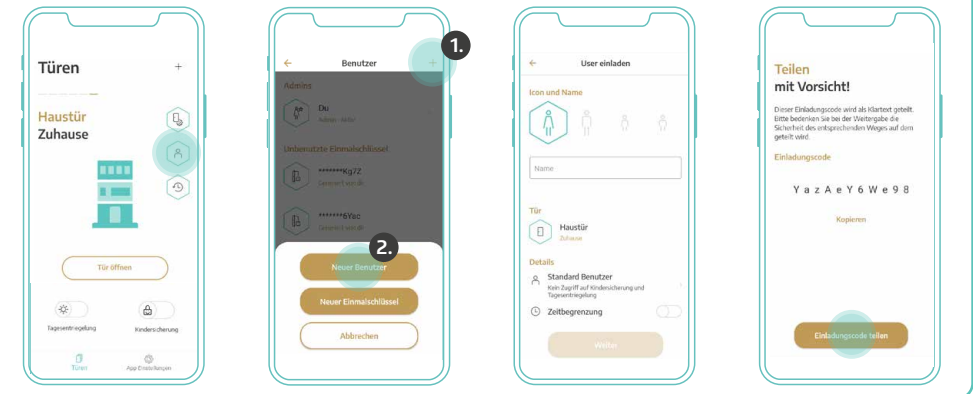 Türen
+
Haustür
Zuhause
Tür öffnen
Tagesentriegelung
Kindersicherung
Türen
App Einstellungen
1.
←
Benutzer
+
Admins
Du
Unbenutzte Einmalschlüssel
*******Kg7Z
*******6Yac
2.
Neuer Benutzer
Neuer Einmalschlüssel
Abbrechen
←
User einladen
Icon und Name
Name
Tür
Haustür
Zuhause
Details
Standard Benutzer
Kein Zugriff auf Kindersicherung und
Tagesentriegelung
Zeitbegrenzung
Weiter
Teilen
mit Vorsicht!
Dieser Einladungscode wird als Klartext geteilt.
Bitte bedenken Sie bei der Weitergabe die
Sicherheit des entsprechenden Weges auf dem
geteilt wird.
Einladungscode
YazAeY6We98
Kopieren
Einladungscode teilen